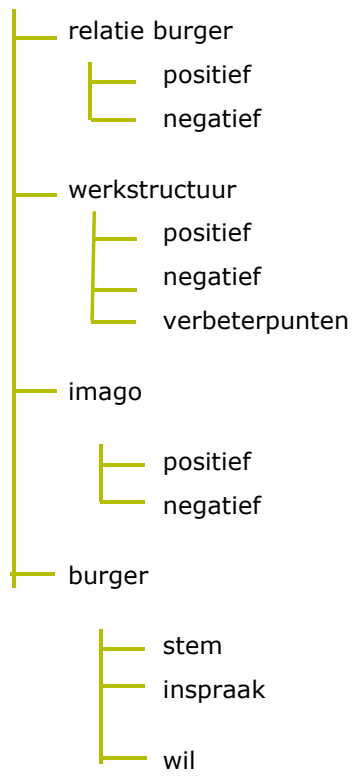 relatie burger
positief
negatief
werkstructuur
positief
negatief
verbeterpunten
imago
positief
negatief
burger
stem
inspraak
wil